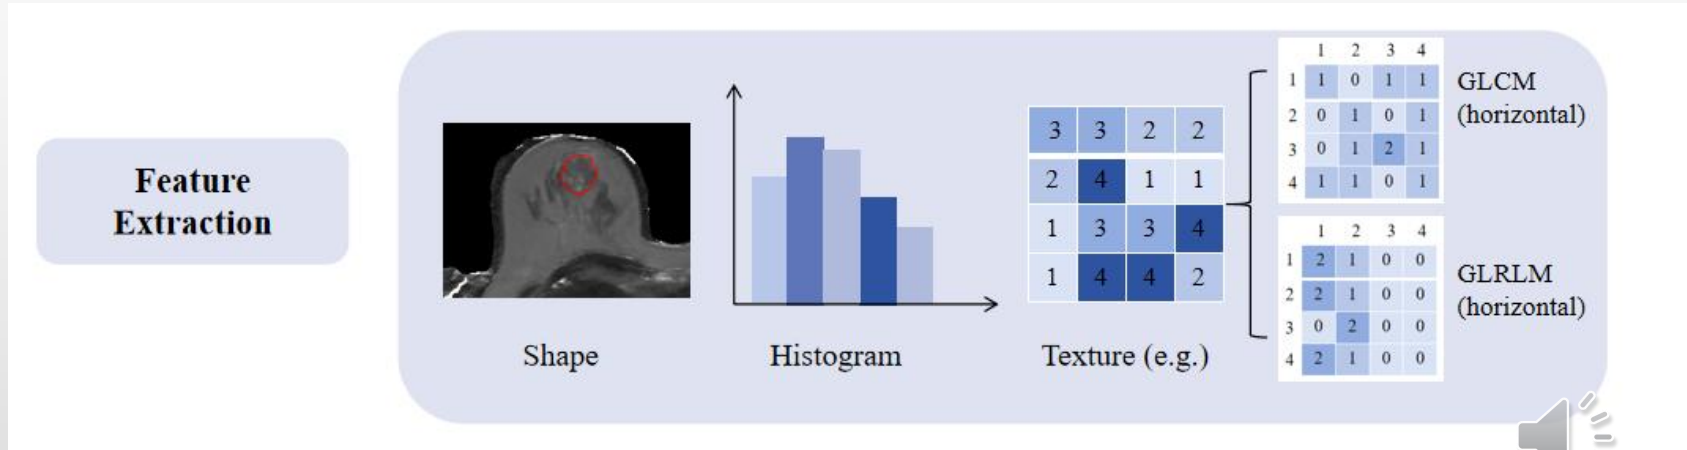 Feature
Extraction
Shape
Histogram
3 3 2 2
2 4 1 1
1 3 3 4
1 4 4 2
Texture (e.g.)
1 2 3 4
1 1 0 1 1
2 0 1 0 1
3 0 1 2 1
4 1 1 0 1
GLCM
(horizontal)
1 2 3 4
1 2 1 0 0
2 2 1 0 0
3 0 2 0 0
4 2 1 0 0
GLRLM
(horizontal)